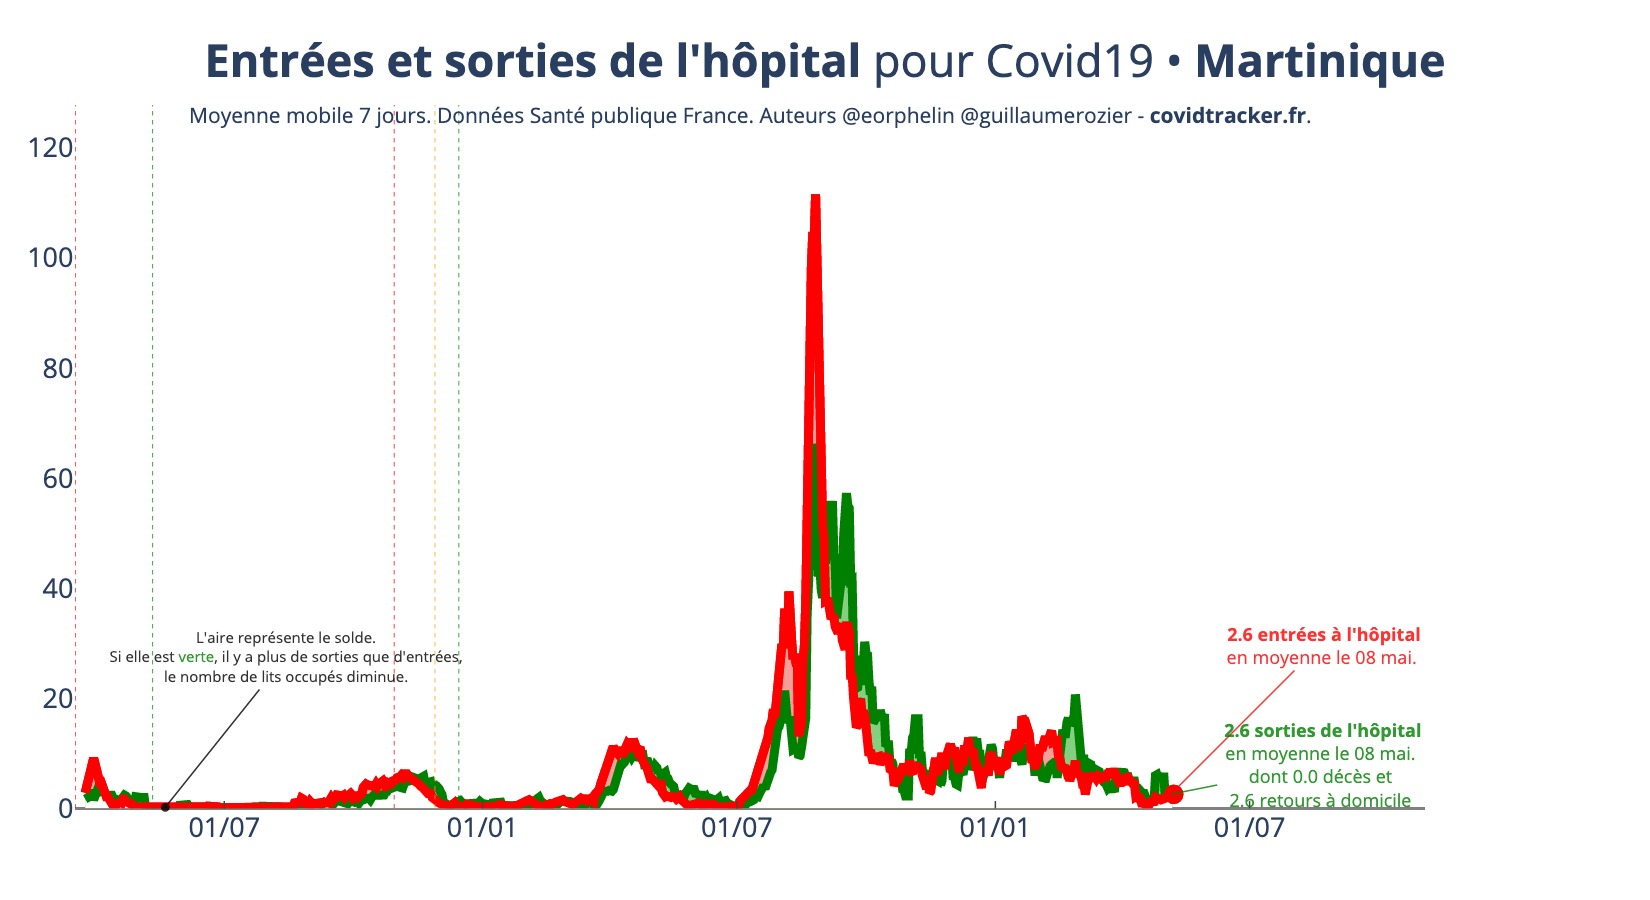 Entrées et sorties de l'hôpital pour Covid19 • Martinique
Moyenne mobile 7 jours. Données Santé publique France. Auteurs @eorphelin @guillaumerozier - covidtracker.fr.
120
100
80
60
40
20
0
L'aire représente le solde.
Si elle est verte, il y a plus de sorties que d'entrées,
le nombre de lits occupés diminue.
2.6 entrées à l'hôpital
en moyenne le 08 mai.
2.6 sorties de l'hôpital
en moyenne le 08 mai.
dont 0.0 décès et
2.6 retours à domicile
01/07
01/01
01/07
01/01
01/07